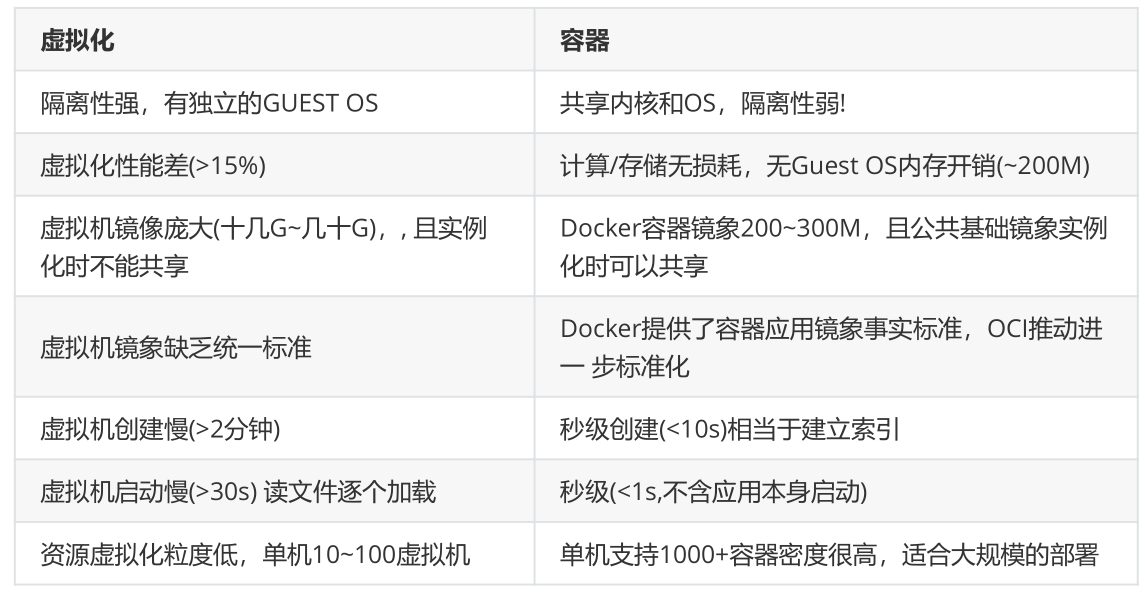 虚拟化
容器
隔离性强，有独立的GUEST OS
共享内核和OS，隔离性弱!
虚拟化性能差(>15%)
计算/存储无损耗，无Guest OS内存开销(~200M)
虚拟机镜像庞大(十几G~几十G)，, 且实例
化时不能共享
Docker容器镜象200~300M，且公共基础镜象实例
化时可以共享
虚拟机镜象缺乏统一标准
Docker提供了容器应用镜象事实标准，OCI推动进
一 步标准化
虚拟机创建慢(>2分钟)
秒级创建(<10s)相当于建立索引
虚拟机启动慢(>30s) 读文件逐个加载
秒级(<1s,不含应用本身启动)
资源虚拟化粒度低，单机10~100虚拟机
单机支持1000+容器密度很高，适合大规模的部署